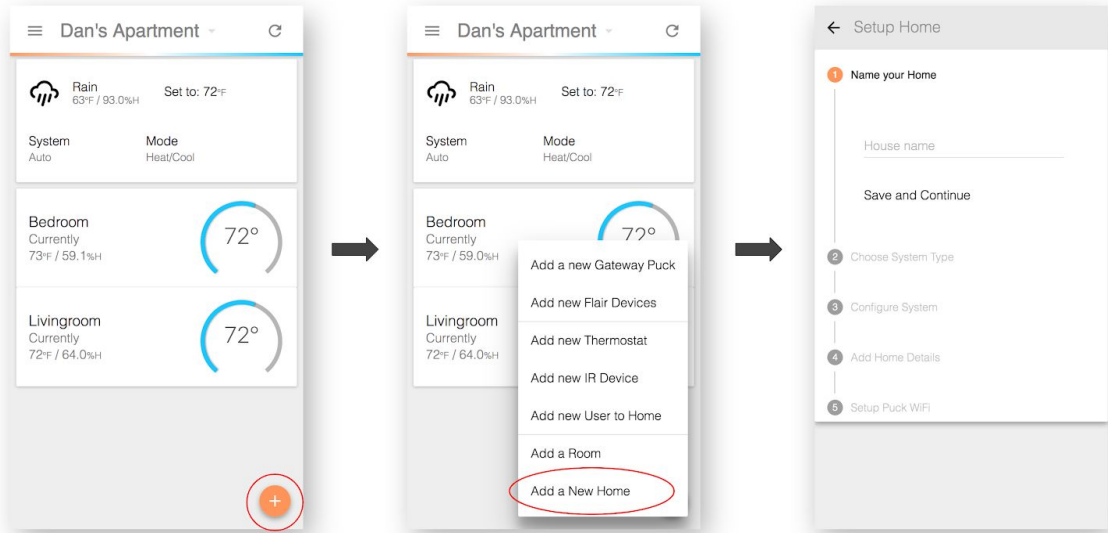 Dan's Apartment
Rain
63°F / 93.0%H
Set to: 72°F
System
Auto
Mode
Heat/Cool
Bedroom
Currently
73°F / 59.1%H
72°
Livingroom
Currently
72°F / 64.0%H
72°
+
Dan's Apartment
Rain
63°F / 93.0%H
Set to: 72°F
System
Auto
Mode
Heat/Cool
Bedroom
Currently
73°F / 59.0%H
72°
Livingroom
Currently
72°F / 64.0%H
Add a new Gateway Puck
Add new Flair Devices
Add new Thermostat
Add new IR Device
Add new User to Home
Add a Room
Add a New Home
Setup Home
1 Name your Home
House name
Save and Continue
2 Choose System Type
3 Configure System
4 Add Home Details
5 Setup Puck WiFi